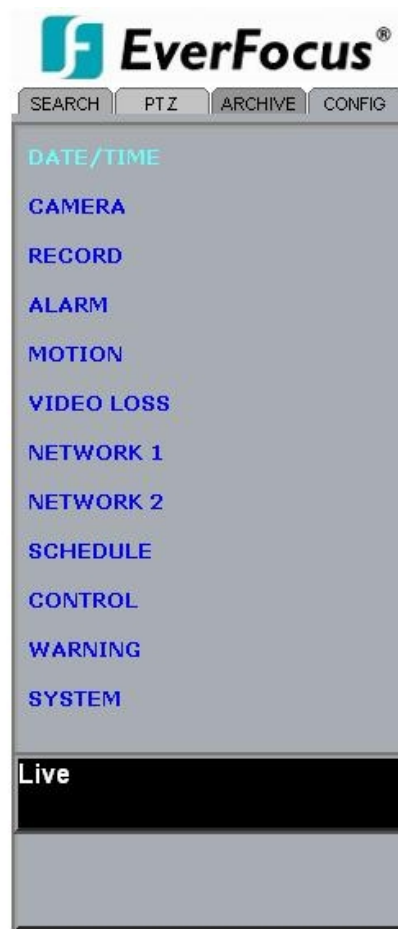 EverFocus®
SEARCH PTZ ARCHIVE CONFIG
DATE/TIME
CAMERA
RECORD
ALARM
MOTION
VIDEO LOSS
NETWORK 1
NETWORK 2
SCHEDULE
CONTROL
WARNING
SYSTEM
Live